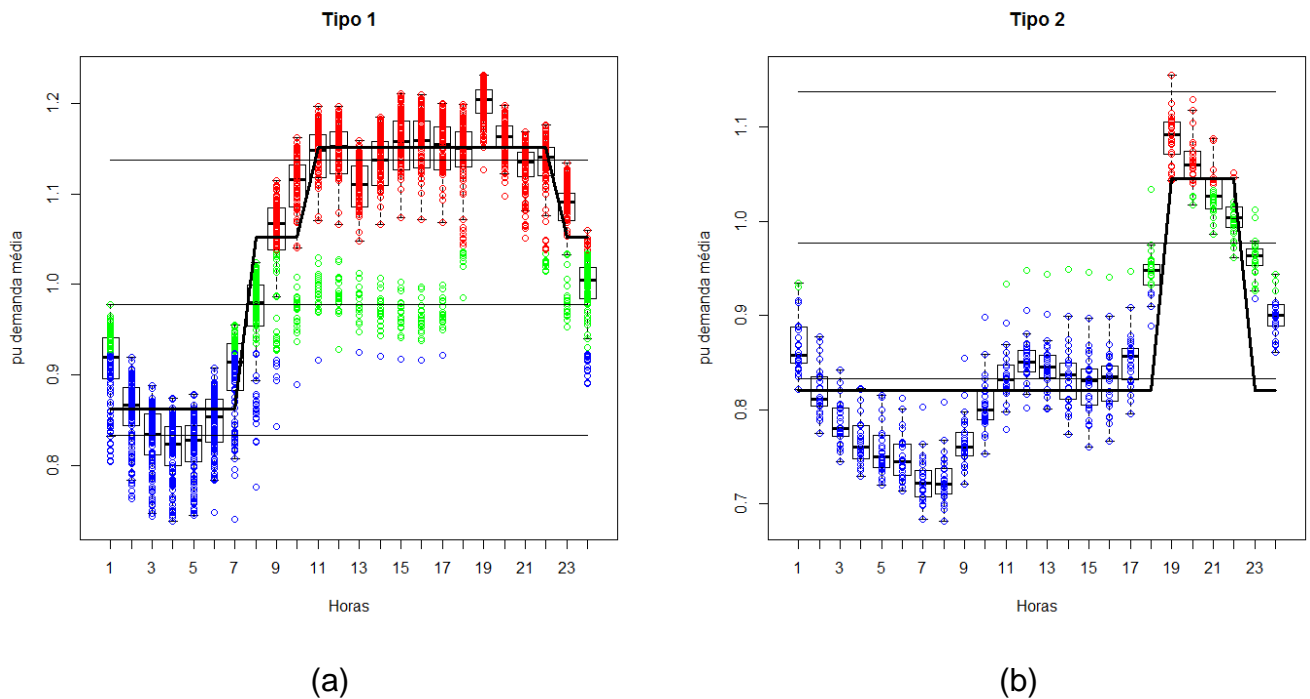 Tipo 1
Tipo 2
pu demanda média
1.2
1.1
1.0
0.9
0.8
1 3 5 7 9 11 13 15 17 19 21 23
Horas
pu demanda média
1.1
1.0
0.9
0.8
0.7
1 3 5 7 9 11 13 15 17 19 21 23
Horas
(a)
(b)